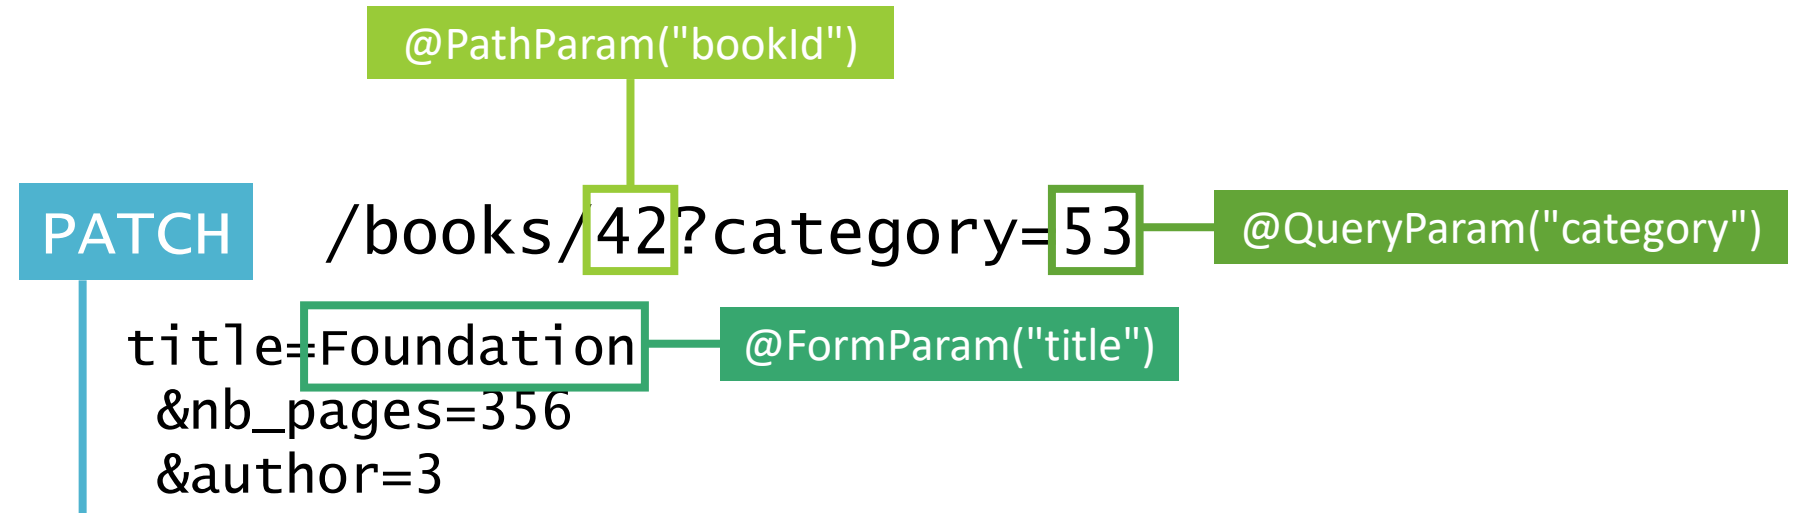 @PathParam("bookId")
PATCH /books/42?category=53 @QueryParam("category")
title=Foundation @FormParam("title")
&nb_pages=356
&author=3